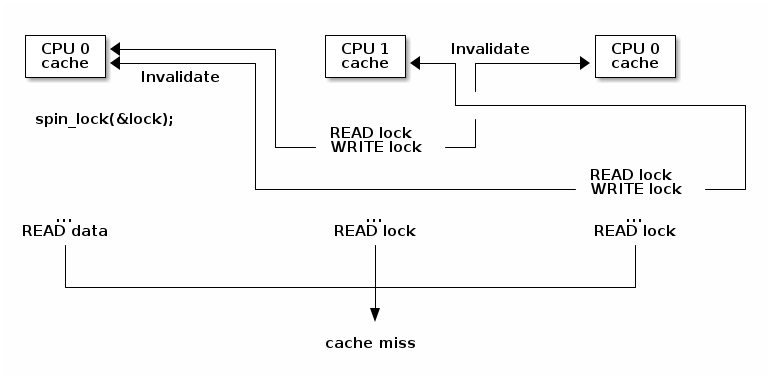 CPU 0
cache
CPU 1
cache
Invalidate
CPU 0
cache
Invalidate
spin_lock(&lock);
READ lock
WRITE lock
READ lock
WRITE lock
...
READ data
...
READ lock
...
READ lock
cache miss